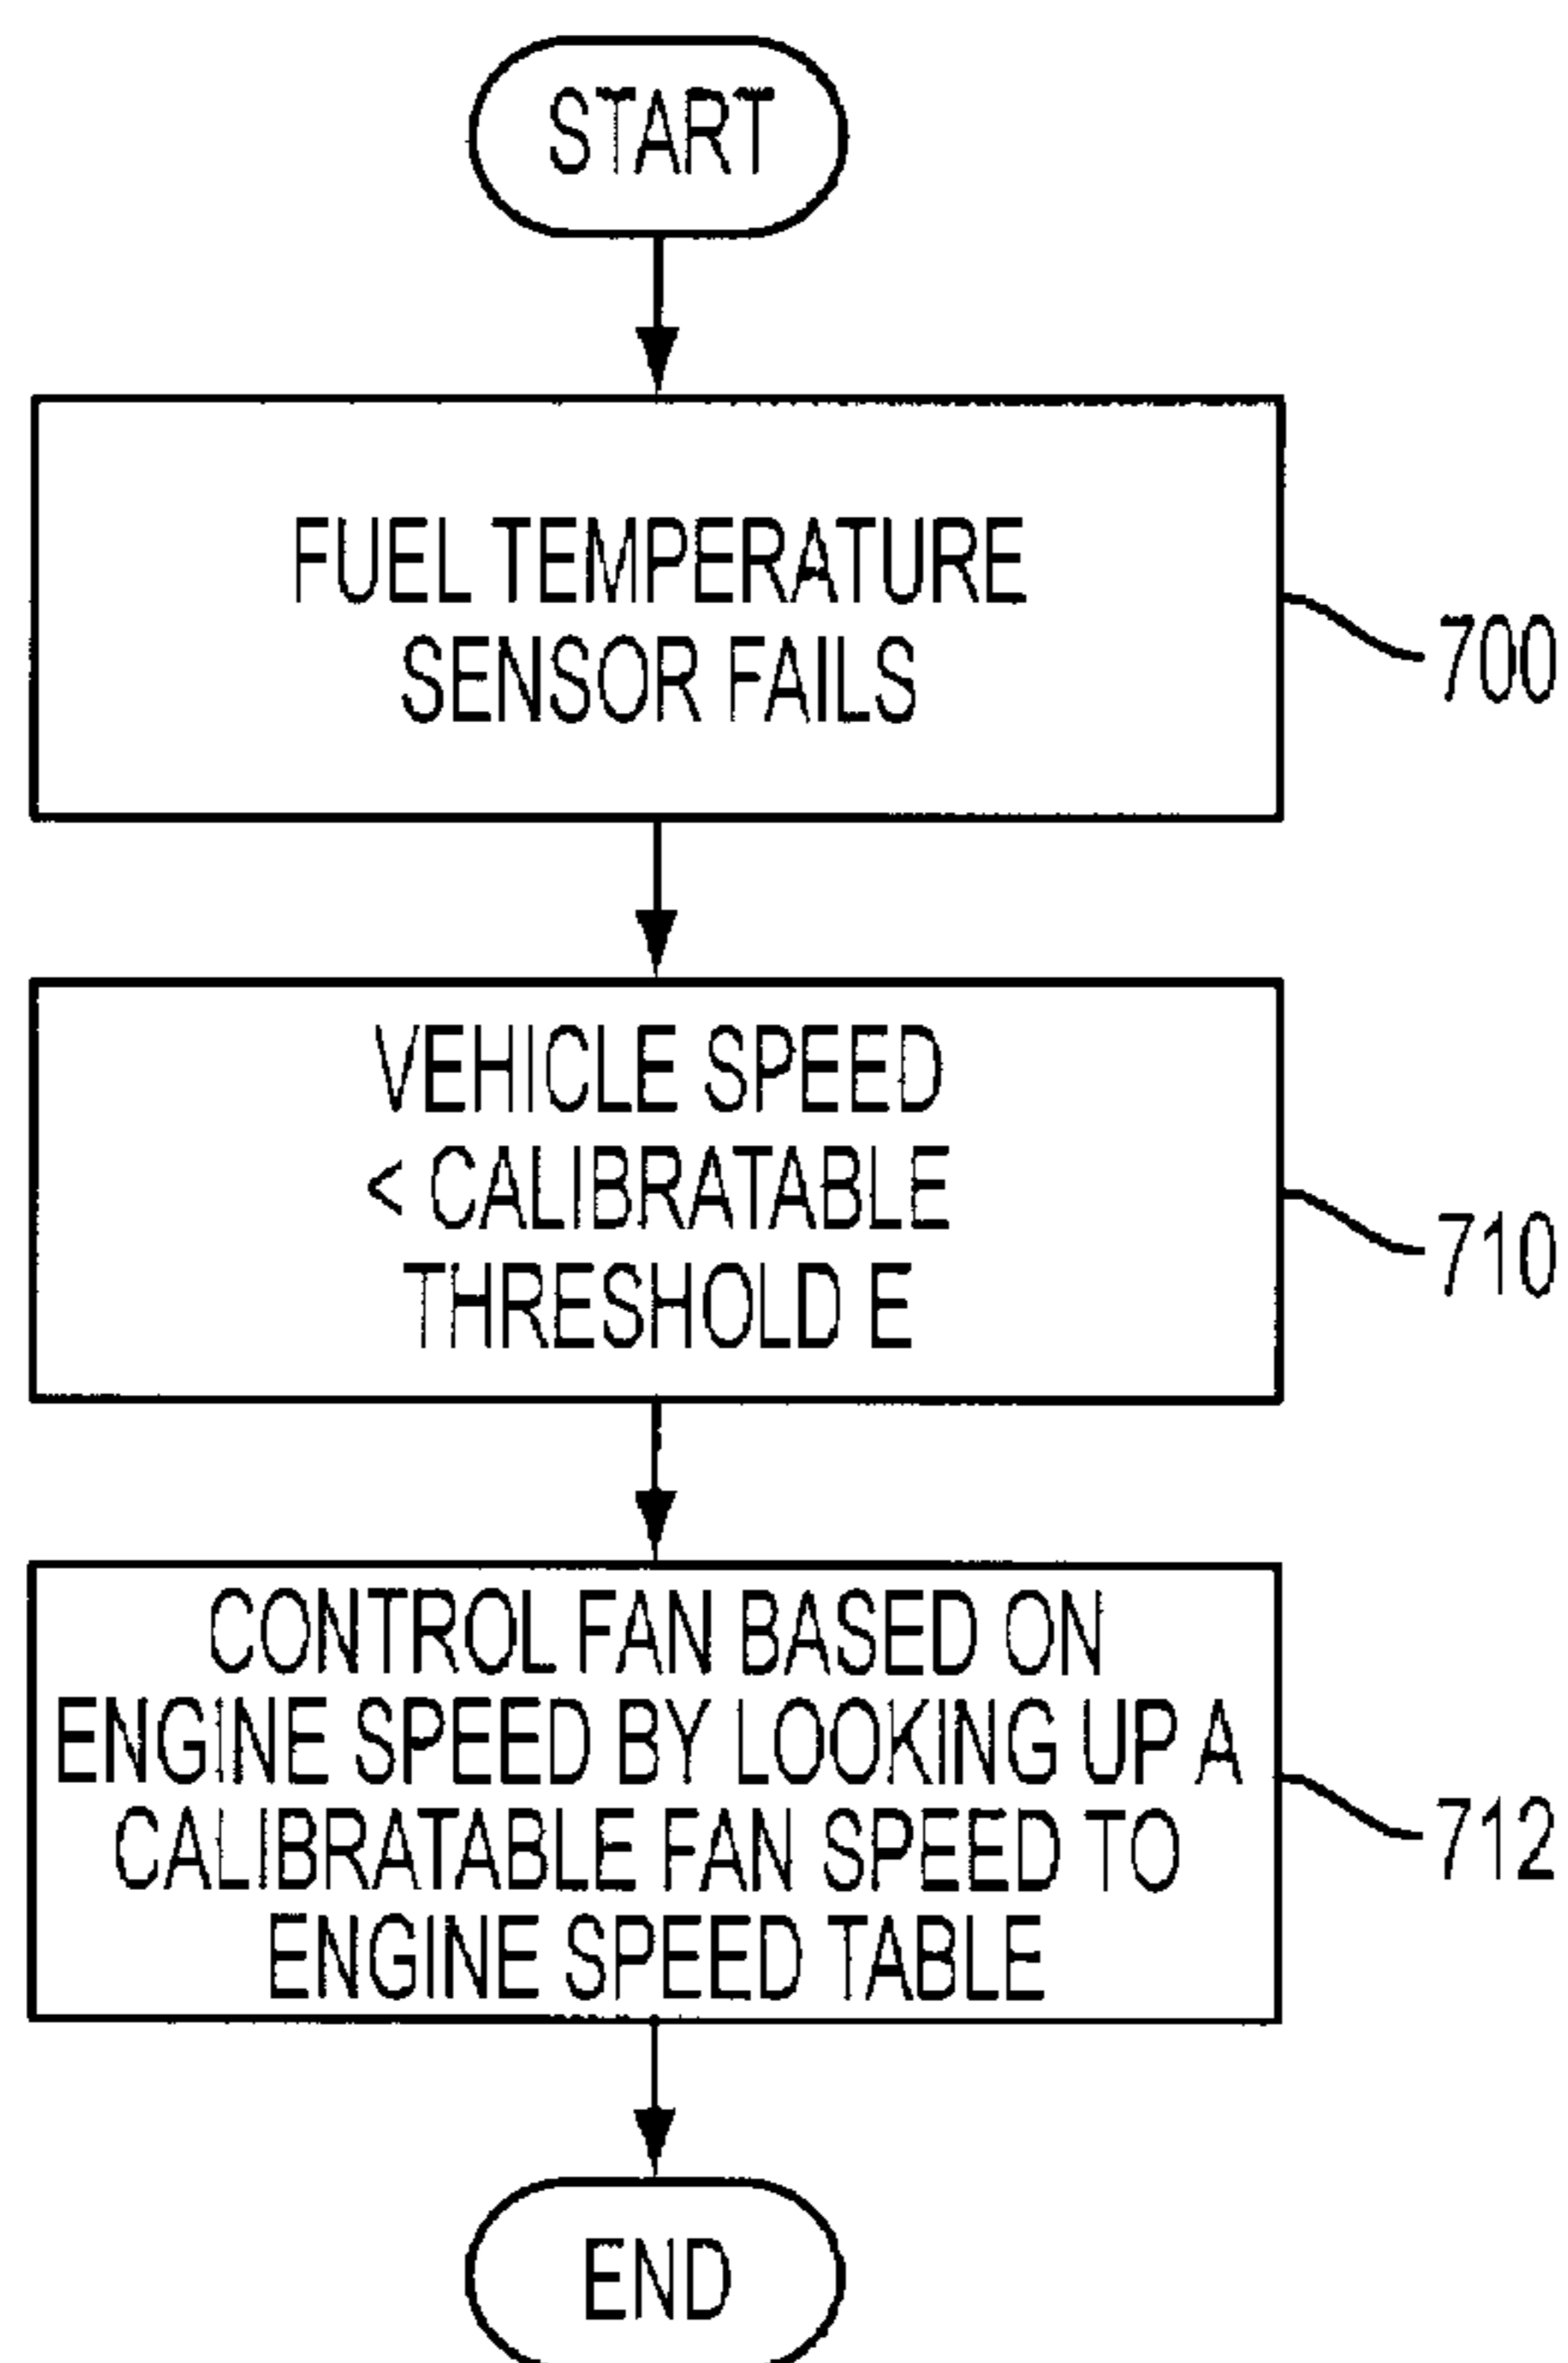 START
FUEL TEMPERATURE
SENSOR FAILS
700
VEHICLE SPEED
< CALIBRATABLE
THRESHOLD E
710
CONTROL FAN BASED ON
ENGINE SPEED BY LOOKING UP A
CALIBRATABLE FAN SPEED TO
ENGINE SPEED TABLE
712
END